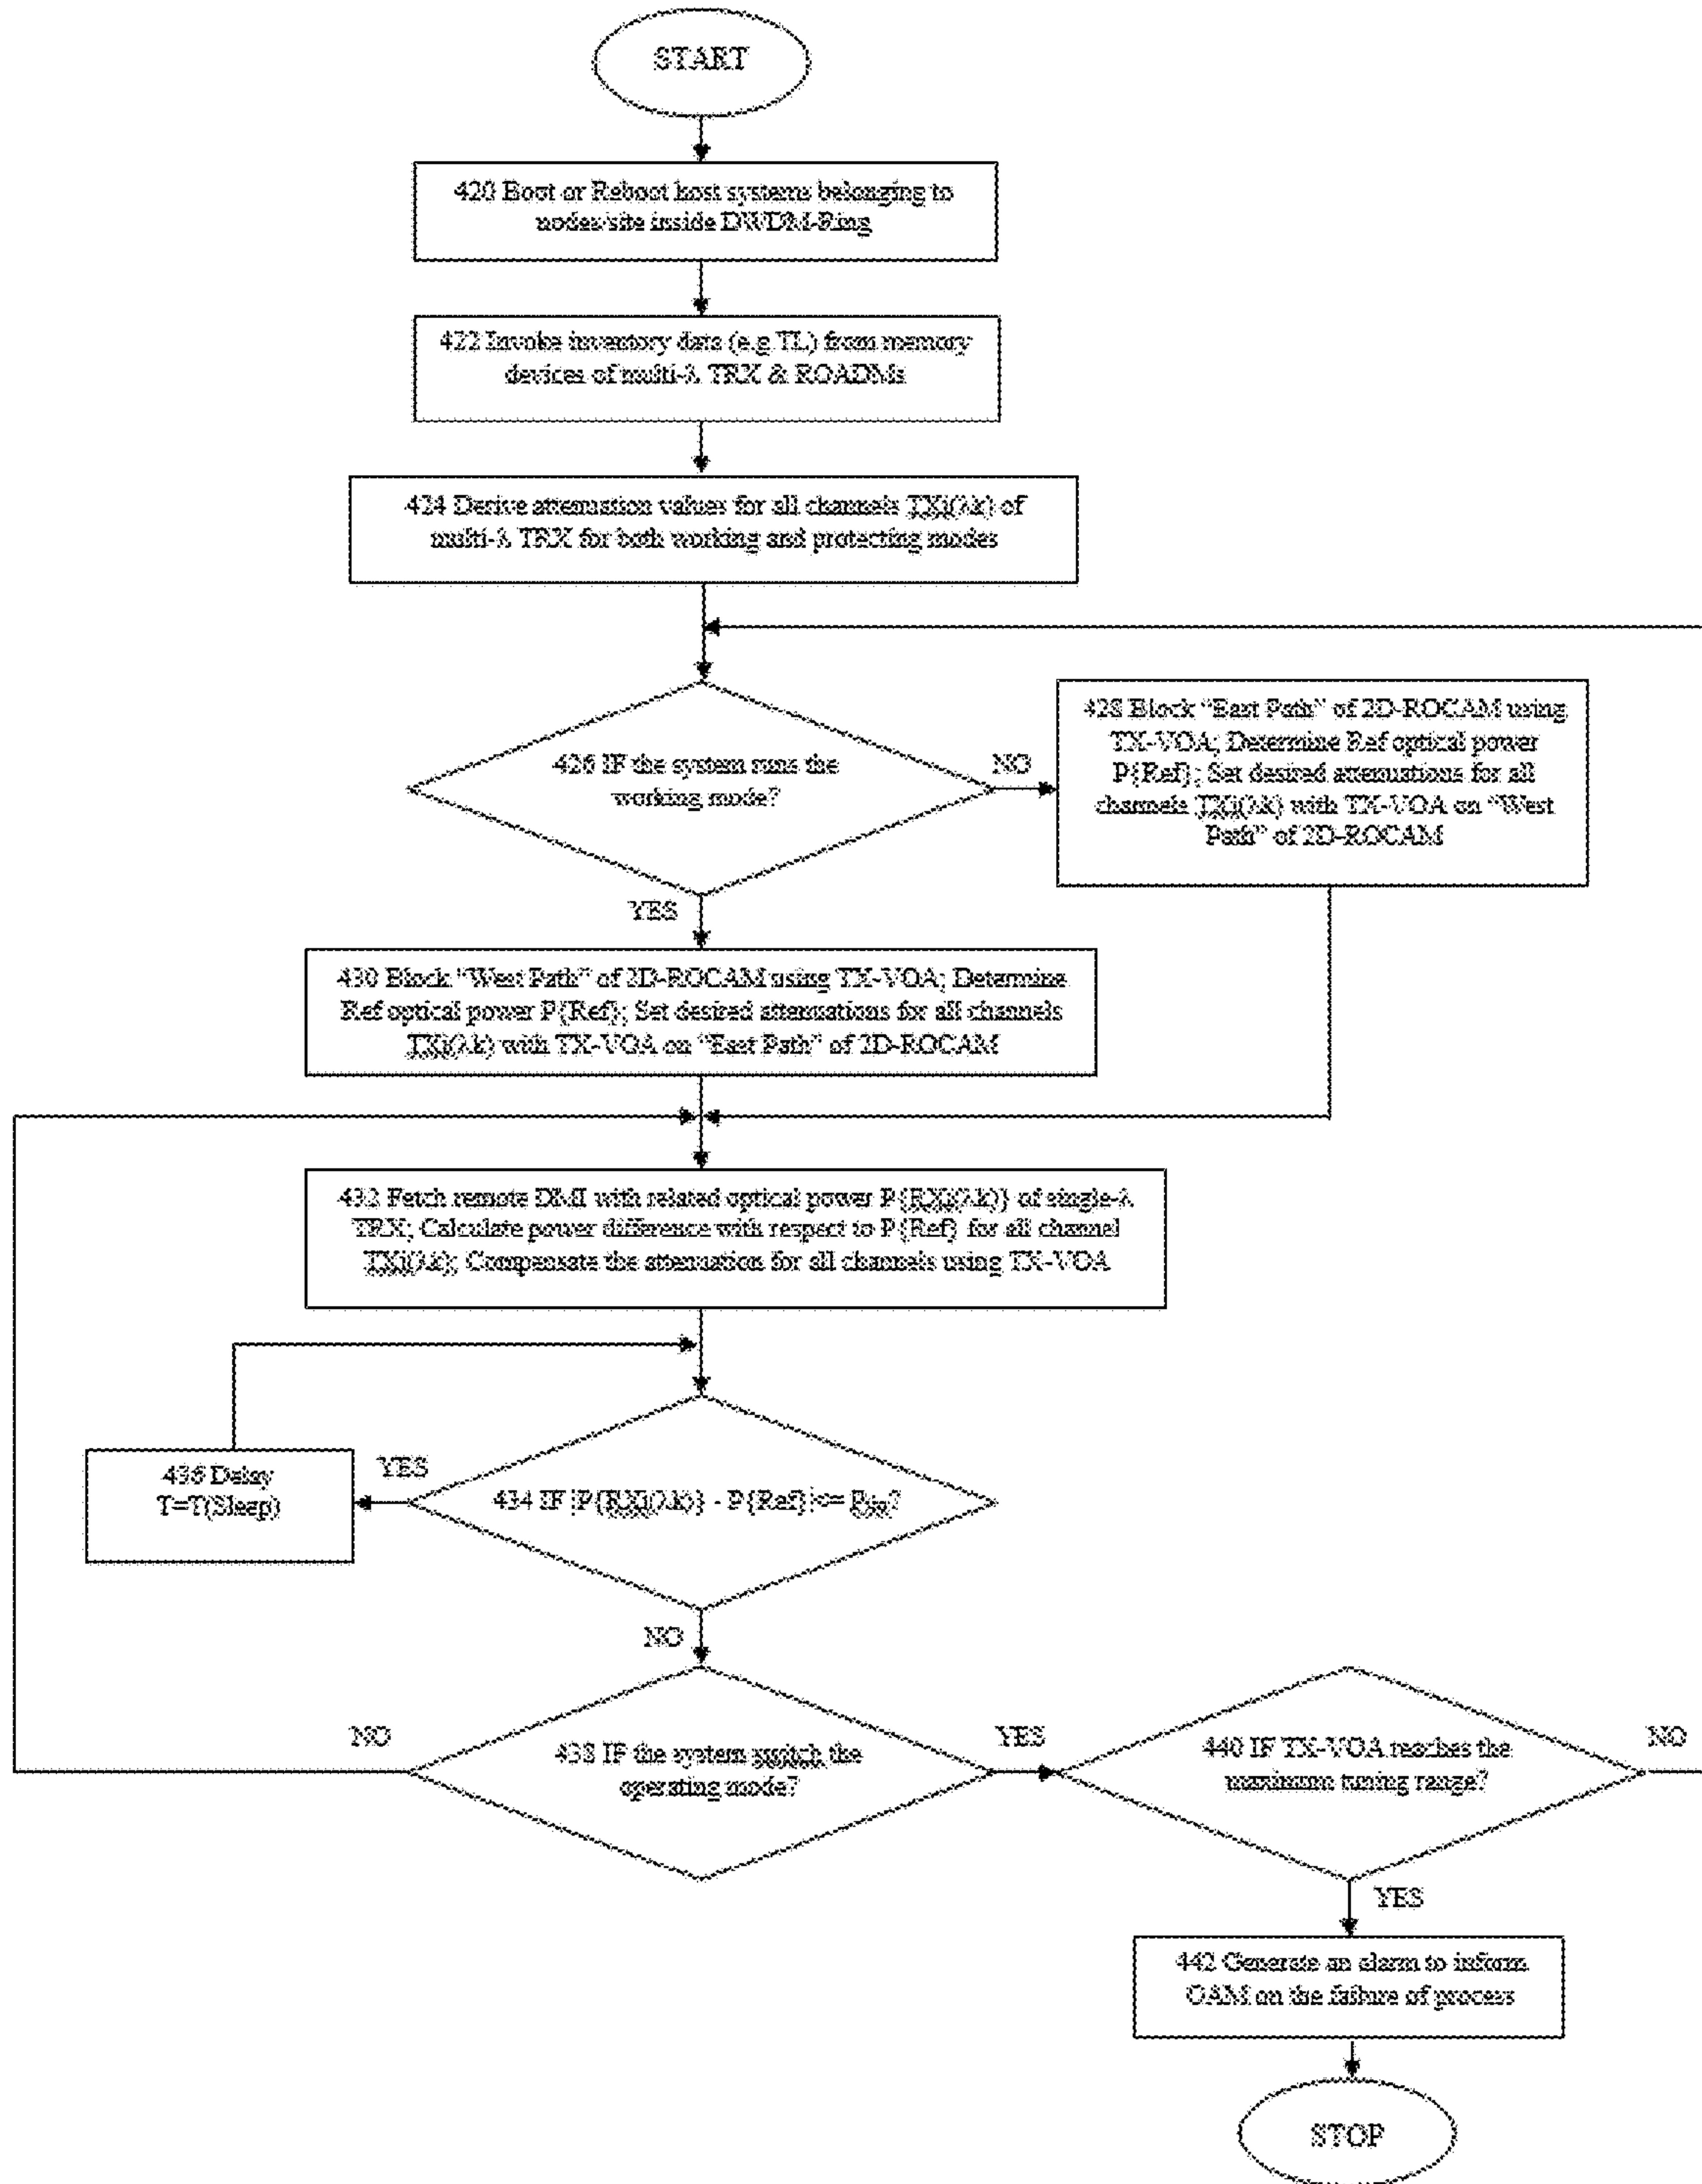 START
420 Boot or Reboot host systems belonging to
nodes/site inside DWDM-Ring
422 Invoke inventory data (e.g TL) from memory
devices of multi-λ TRX & ROADMs
424 Derive attenuation values for all channels TXj(λk) of
multi-λ TRX for both working and protecting modes
426 IF the system runs the
working mode?
NO
428 Block “East Path” of 2D-ROCAM using
TX-VOA; Determine Ref optical power
P{Ref}; Set desired attenuations for all
channels TXj(λk) with TX-VOA on “West
Path” of 2D-ROCAM
YES
430 Block “West Path” of 2D-ROCAM using TX-VOA; Determine
Ref optical power P{Ref}; Set desired attenuations for all channels
TXj(λk) with TX-VOA on “East Path” of 2D-ROCAM
432 Fetch remote DMI with related optical power P{RXj(λk)} of single-λ
TRX; Calculate power difference with respect to P{Ref} for all channel
TXj(λk); Compensate the attenuation for all channels using TX-VOA
436 Delay
T=T(Sleep)
YES
434 IF |P{RXj(λk)} - P{Ref}|<=
NO
NO
438 IF the system switch the
operating mode?
YES
440 IF TX-VOA reaches the
maximum tuning range?
NO
YES
442 Generate an alarm to inform
OAM on the failure of process
STOP